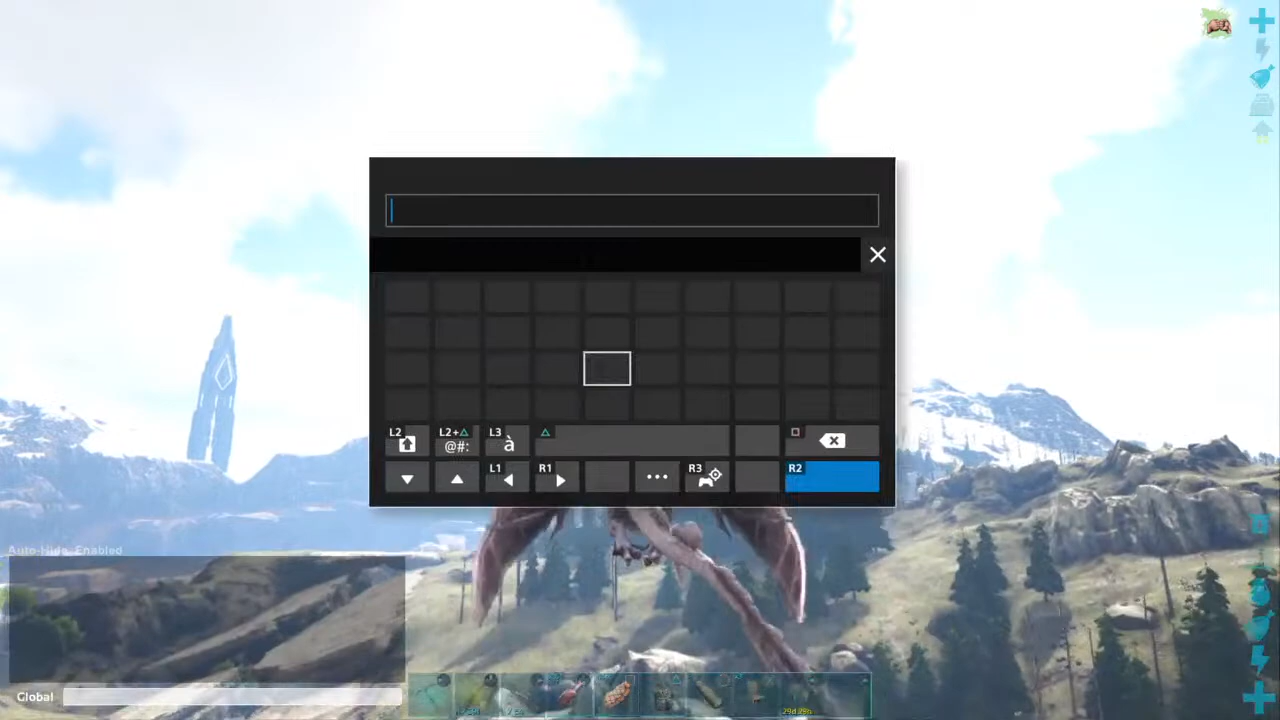 L2
L2+△
@#:
L3
à
△
L1
R1
...
R3
R2
Auto-Hide Enabled
Global